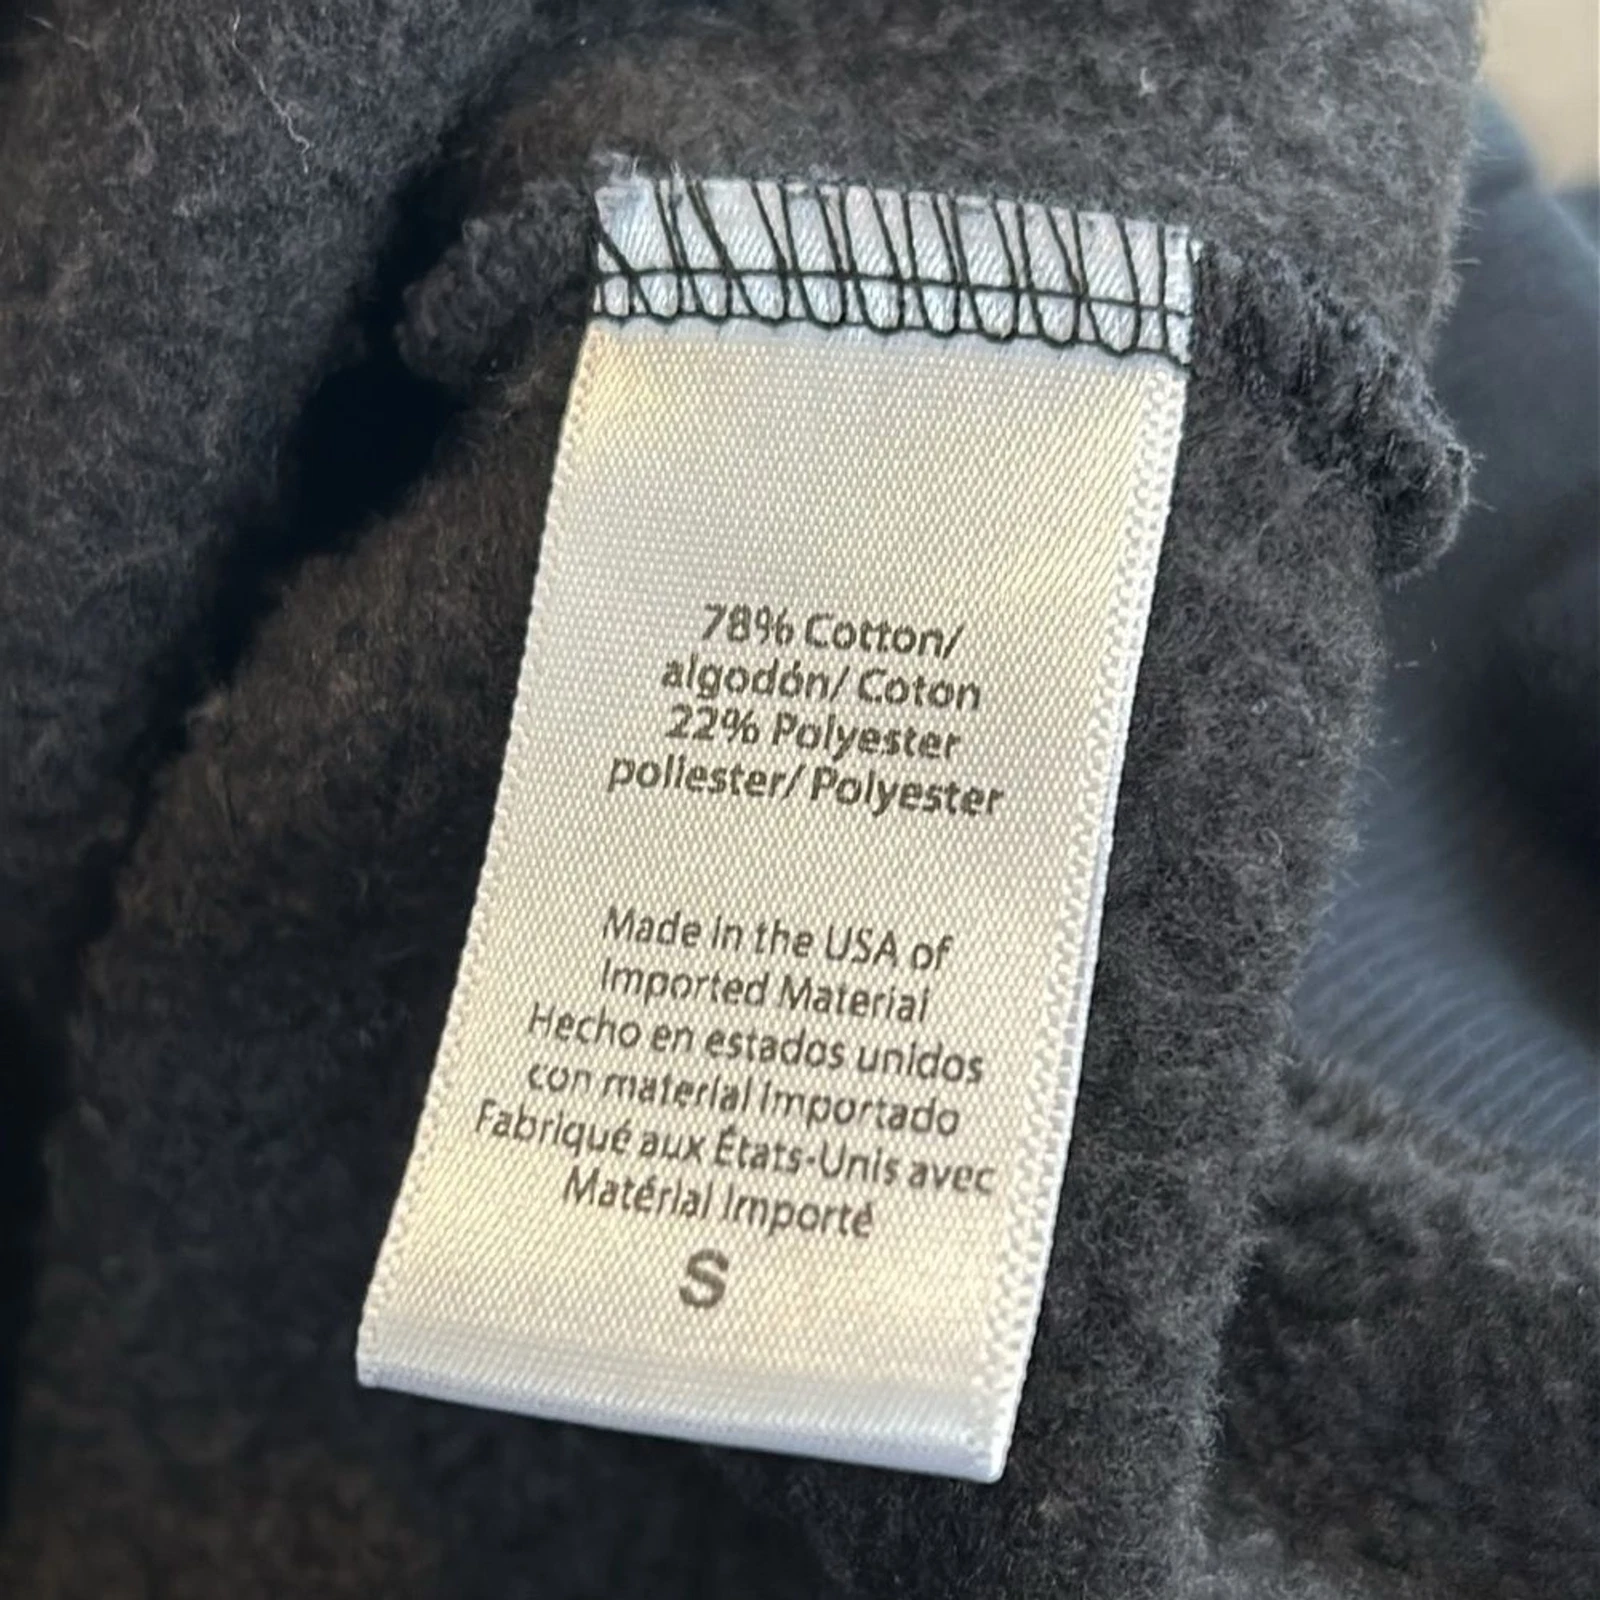 78% Cotton/
algodón/ Coton
22% Polyester
poliester/ Polyester
Made in the USA of
Imported Material
Hecho en estados unidos
con material importado
Fabriqué aux États-Unis avec
Matérial Importé
S